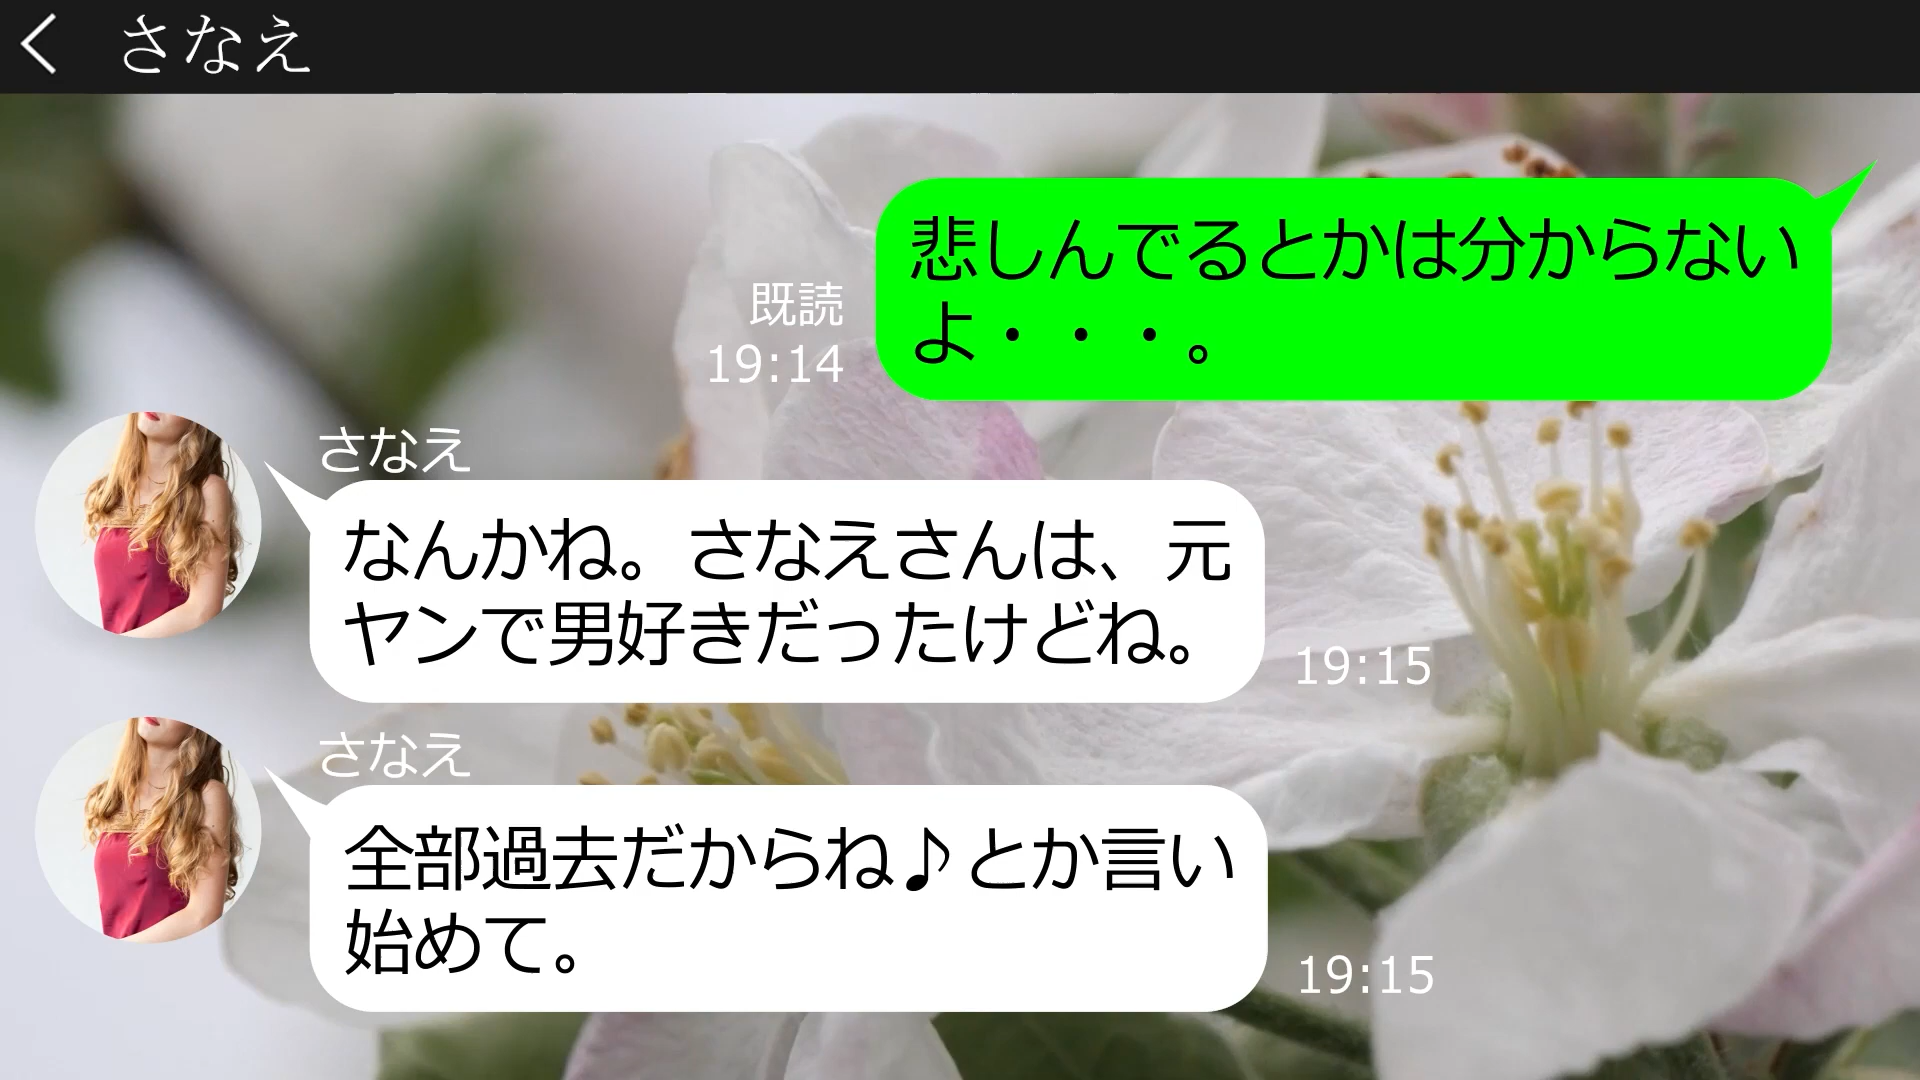 さなえ
悲しんでるとかは分からない
よ・・・。
既読
19:14
さなえ
なんかね。さなえさんは、元
ヤンで男好きだったけどね。
19:15
さなえ
全部過去だからね♪とか言い
始めて。
19:15